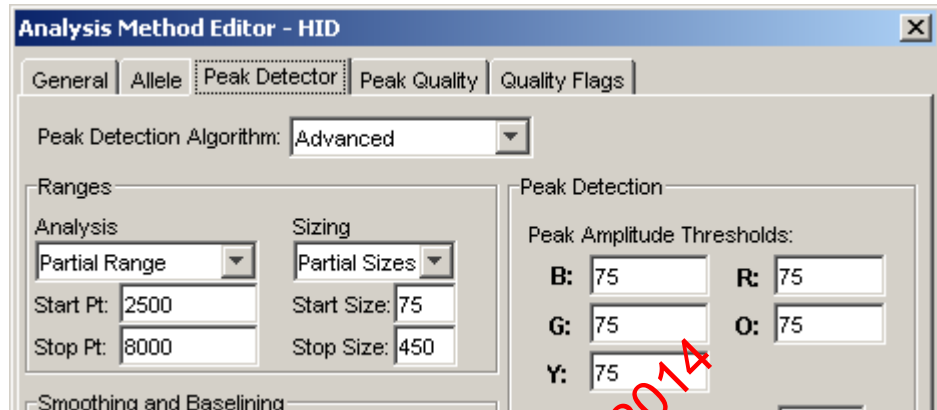 Analysis Method Editor - HID
General Allele Peak Detector Peak Quality Quality Flags
Peak Detection Algorithm: Advanced
Ranges
Analysis Sizing
Partial Range Partial Sizes
Start Pt: 2500 Start Size: 75
Stop Pt: 8000 Stop Size: 450
Smoothing and Baselining
Peak Detection
Peak Amplitude Thresholds:
B: 75 R: 75
G: 75 O: 75
Y: 75
2014